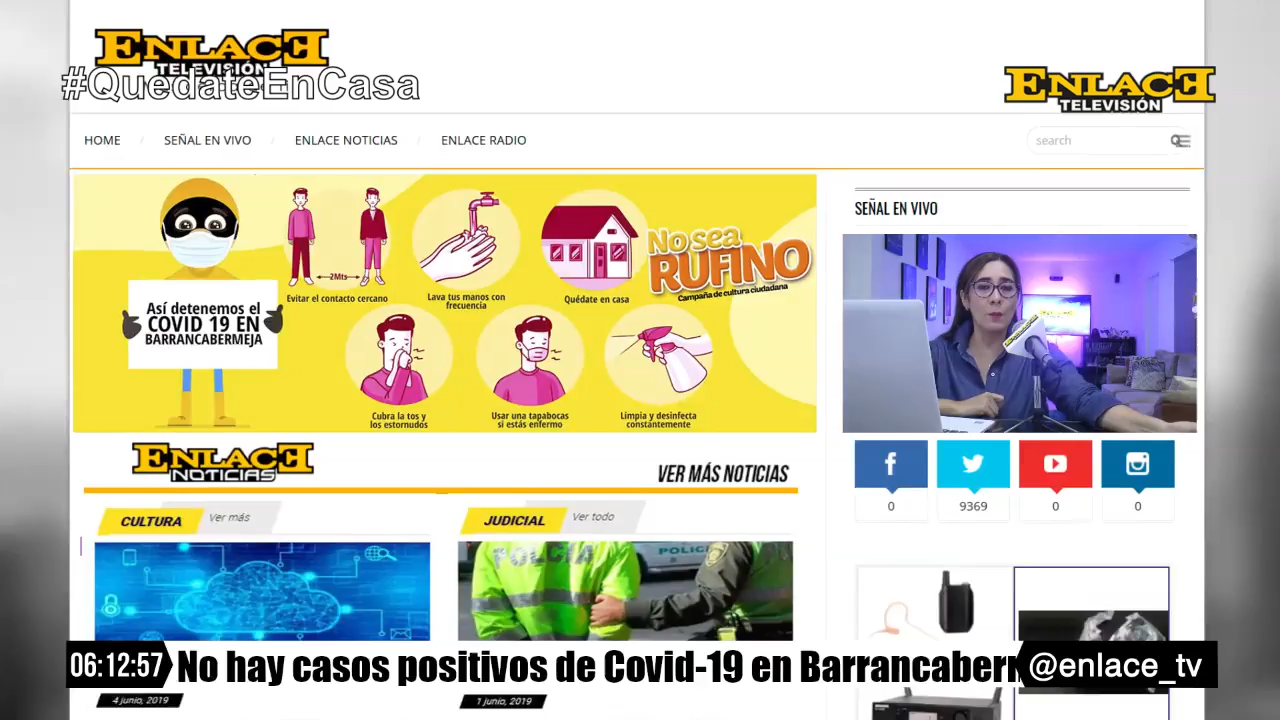 ENLACE
TELEVISIÓN
#QuedateEnCasa
ENLACE
TELEVISIÓN
HOME / SEÑAL EN VIVO / ENLACE NOTICIAS / ENLACE RADIO
search
Así detenemos el
COVID 19 EN
BARRANCABERMEJA
2Mts
Evitar el contacto cercano
Lava tus manos con
frecuencia
Quédate en casa
No sea
RUFINO
Campaña de cultura ciudadana
Cubra la tos y
los estornudos
Usar una tapabocas
si estás enfermo
Limpia y desinfecta
constantemente
SEÑAL EN VIVO
0 9369 0 0
ENLACE
NOTICIAS
VER MÁS NOTICIAS
CULTURA Ver más
JUDICIAL Ver todo
POLICÍA
POLIC
06:12:57 No hay casos positivos de Covid-19 en Barrancaberm @enlace_tv
4 junio, 2019
1 junio, 2019